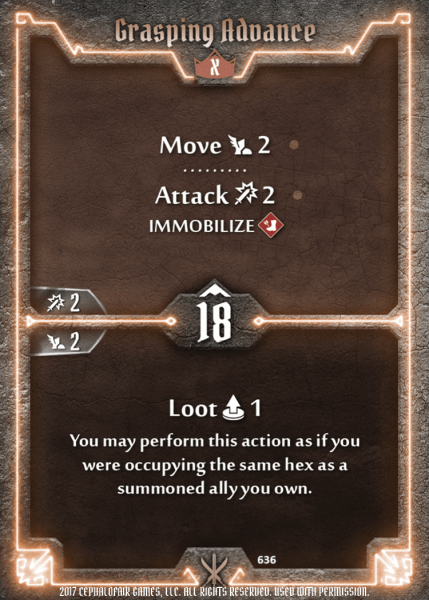 Grasping Advance
X
Move 2
Attack 2
IMMOBILIZE
2
18
2
Loot 1
You may perform this action as if you
were occupying the same hex as a
summoned ally you own.
636
2017 CEPHALOFAIR GAMES, LLC. ALL RIGHTS RESERVED. USED WITH PERMISSION.